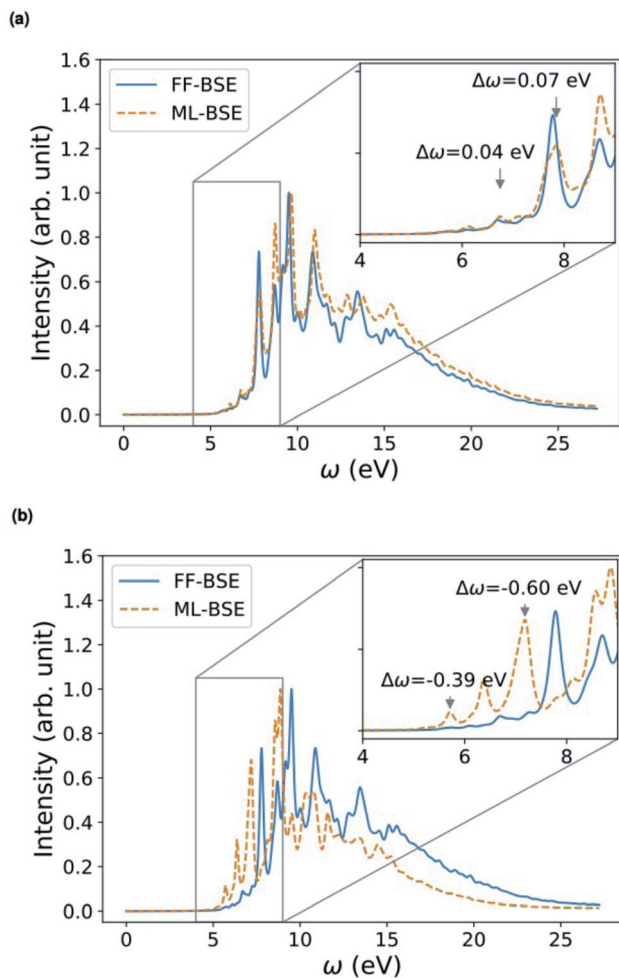 (a)
1.6
1.4
1.2
1.0
0.8
0.6
0.4
0.2
0.0
Intensity (arb. unit)
FF-BSE
ML-BSE
Δω=0.07 eV
Δω=0.04 eV
4 6 8
0 5 10 15 20 25
ω (eV)
(b)
1.6
1.4
1.2
1.0
0.8
0.6
0.4
0.2
0.0
Intensity (arb. unit)
FF-BSE
ML-BSE
Δω=-0.60 eV
Δω=-0.39 eV
4 6 8
0 5 10 15 20 25
ω (eV)